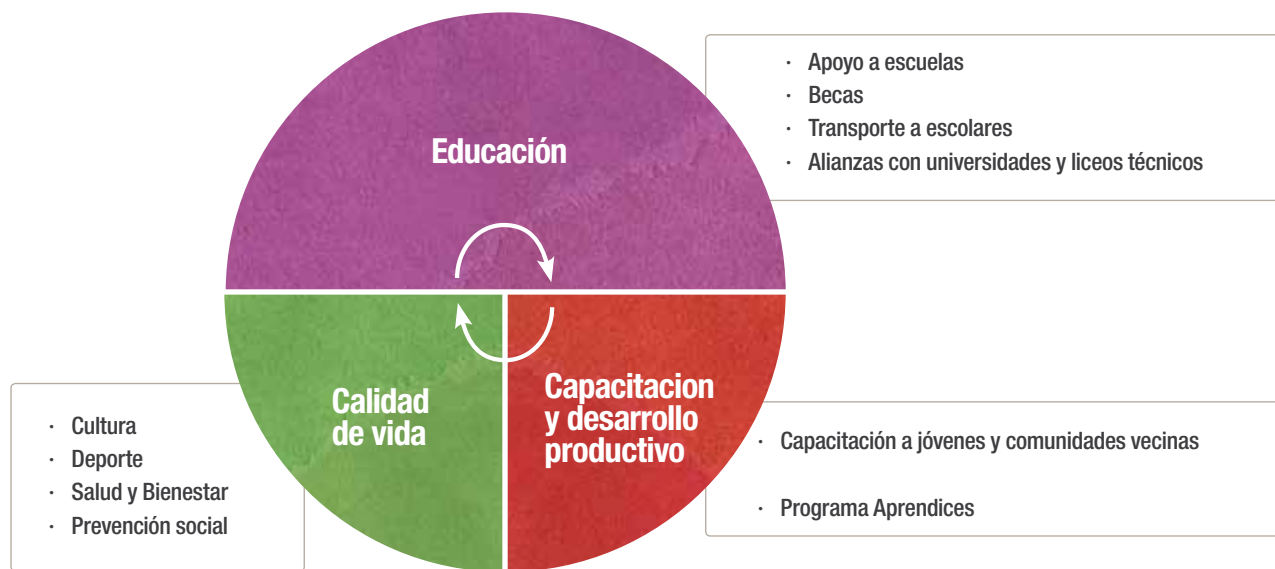 Educación
· Apoyo a escuelas
· Becas
· Transporte a escolares
· Alianzas con universidades y liceos técnicos
Calidad
de vida
· Cultura
· Deporte
· Salud y Bienestar
· Prevención social
Capacitacion
y desarrollo
productivo
· Capacitación a jóvenes y comunidades vecinas
· Programa Aprendices